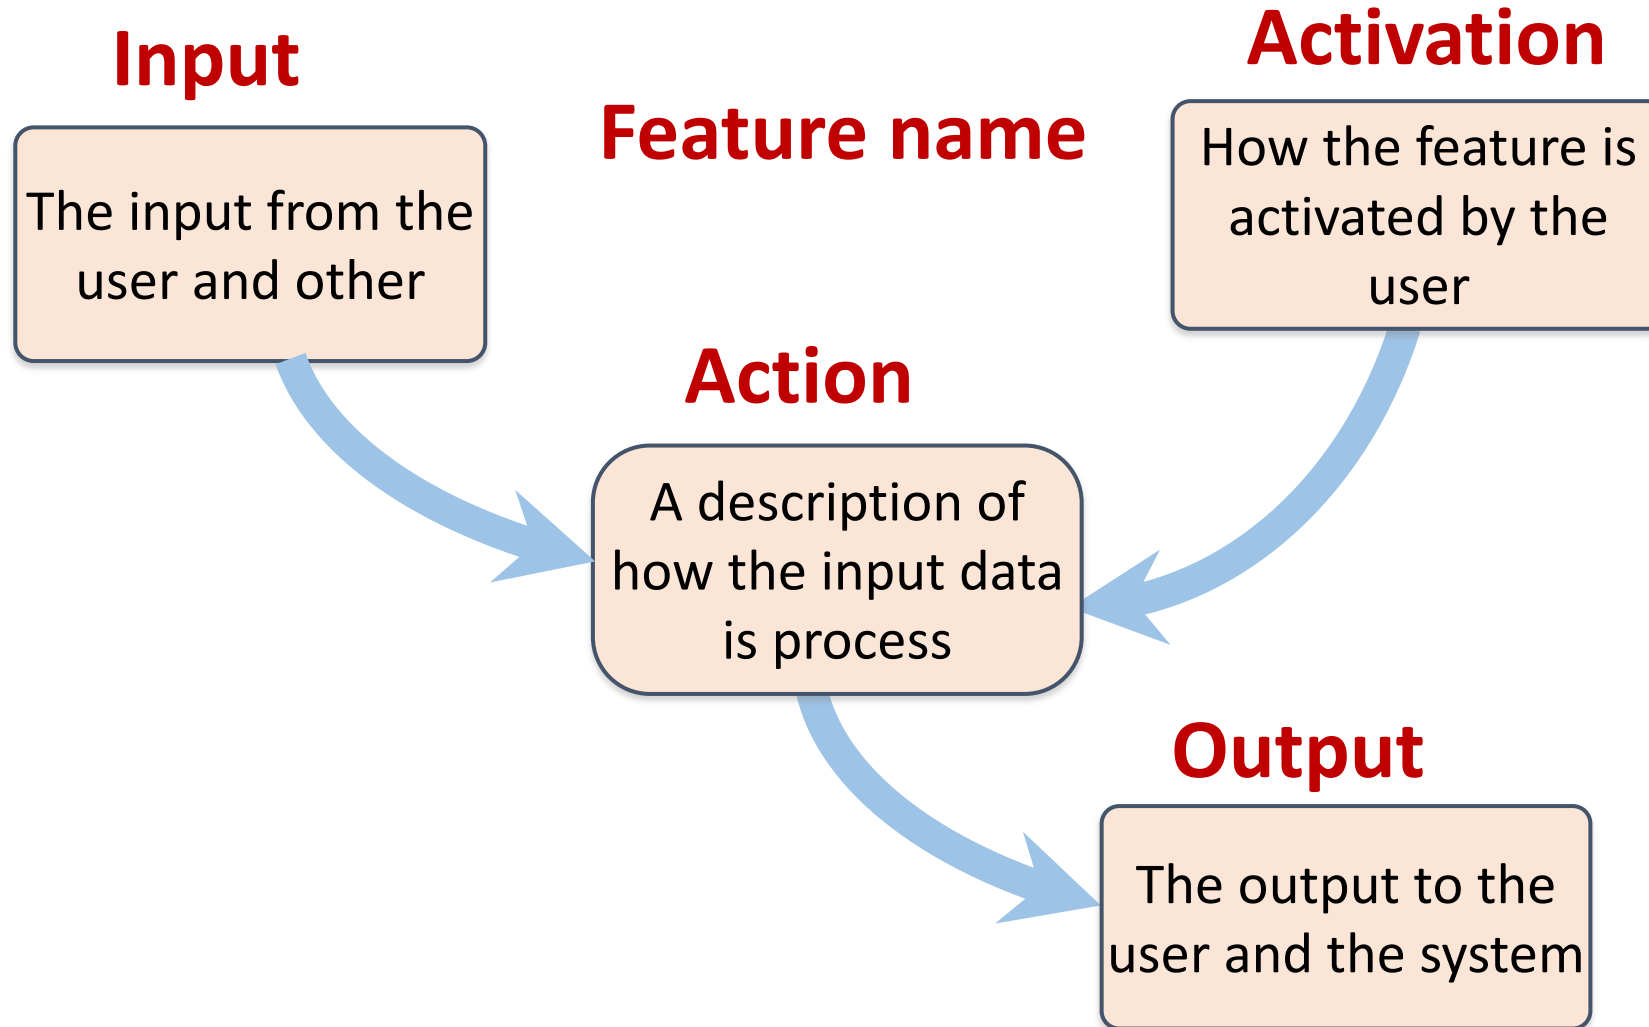 Input
The input from the
user and other
Feature name
Activation
How the feature is
activated by the
user
Action
A description of
how the input data
is process
Output
The output to the
user and the system